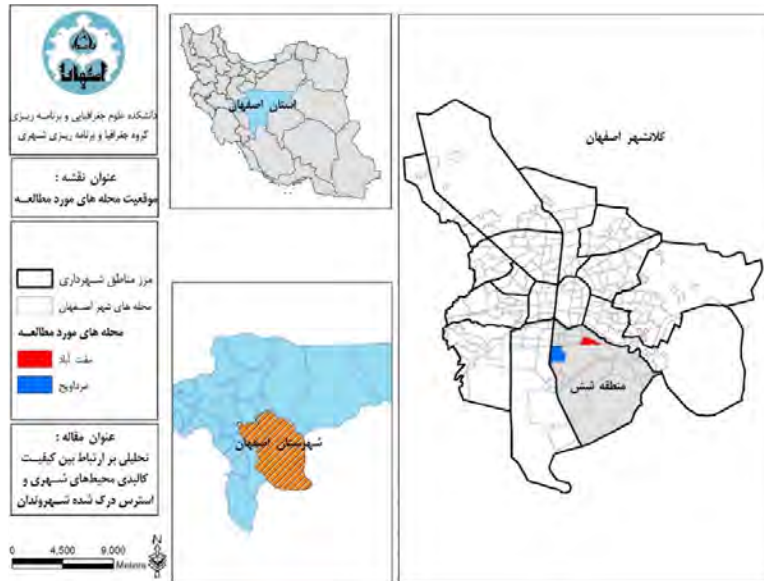 اصفهان
دانشکده علوم جغرافیایی و برنامه ریزی
گروه جغرافیا و برنامه ریزی شهری
عنوان نقشه :
موقعیت محله های مورد مطالعه
مرز مناطق شهرداری
محله های شهر اصفهان
محله های مورد مطالعه
مفت آباد
مرداویج
عنوان مقاله :
تحلیلی بر ارتباط بین کیفیت
کالبدی محیط‌های شهری و
استرس درک شده شهروندان
0 4,500 9,000
Meters
N
استان اصفهان
شهرستان اصفهان
کلانشهر اصفهان
منطقه شش